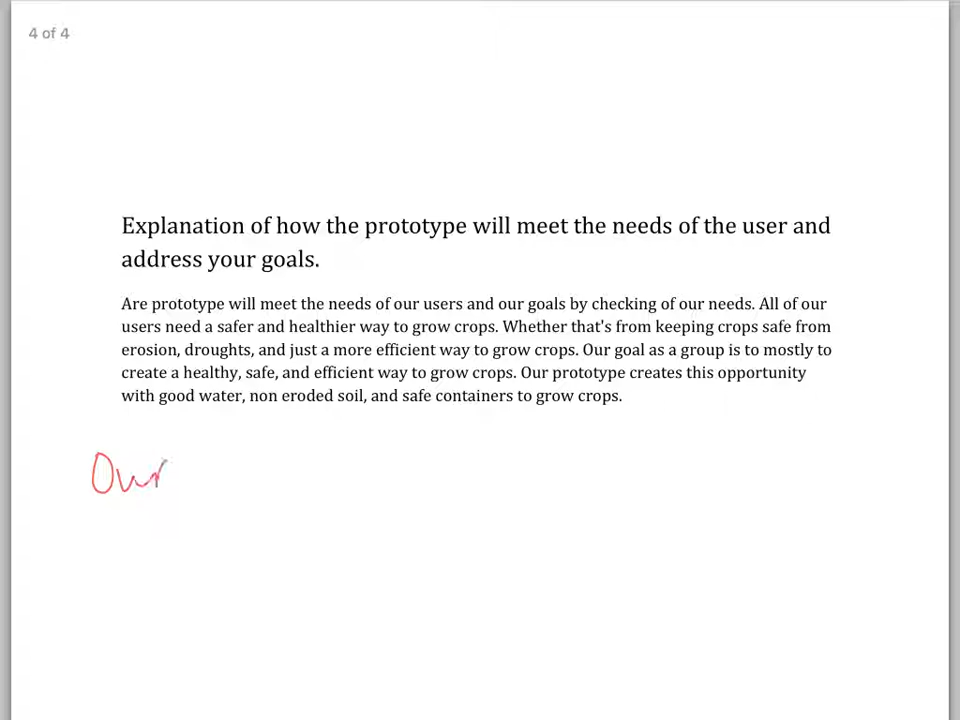 4 of 4
Explanation of how the prototype will meet the needs of the user and
address your goals.
Are prototype will meet the needs of our users and our goals by checking of our needs. All of our
users need a safer and healthier way to grow crops. Whether that's from keeping crops safe from
erosion, droughts, and just a more efficient way to grow crops. Our goal as a group is to mostly to
create a healthy, safe, and efficient way to grow crops. Our prototype creates this opportunity
with good water, non eroded soil, and safe containers to grow crops.
Our